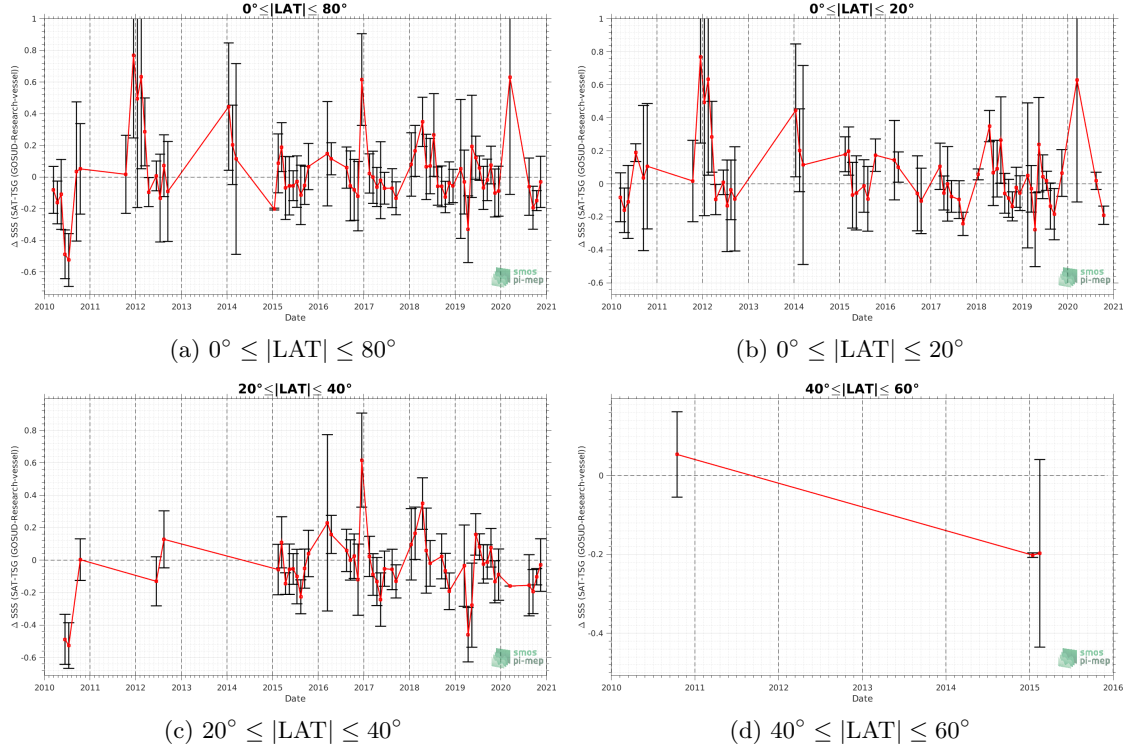 0°≤|LAT|≤ 80°
1
0.8
0.6
0.4
0.2
0
-0.2
-0.4
-0.6
Δ SSS (SAT-TSG (GOSUD-Research-vessel))
2010 2011 2012 2013 2014 2015 2016 2017 2018 2019 2020 2021
Date
smos
pi-mep
(a) 0° ≤ |LAT| ≤ 80°
0°≤|LAT|≤ 20°
1
0.8
0.6
0.4
0.2
0
-0.2
-0.4
-0.6
Δ SSS (SAT-TSG (GOSUD-Research-vessel))
2010 2011 2012 2013 2014 2015 2016 2017 2018 2019 2020 2021
Date
smos
pi-mep
(b) 0° ≤ |LAT| ≤ 20°
20°≤|LAT|≤ 40°
0.8
0.6
0.4
0.2
0
-0.2
-0.4
-0.6
Δ SSS (SAT-TSG (GOSUD-Research-vessel))
2010 2011 2012 2013 2014 2015 2016 2017 2018 2019 2020 2021
Date
smos
pi-mep
(c) 20° ≤ |LAT| ≤ 40°
40°≤|LAT|≤ 60°
0
-0.2
-0.4
Δ SSS (SAT-TSG (GOSUD-Research-vessel))
2010 2011 2012 2013 2014 2015 2016
Date
smos
pi-mep
(d) 40° ≤ |LAT| ≤ 60°